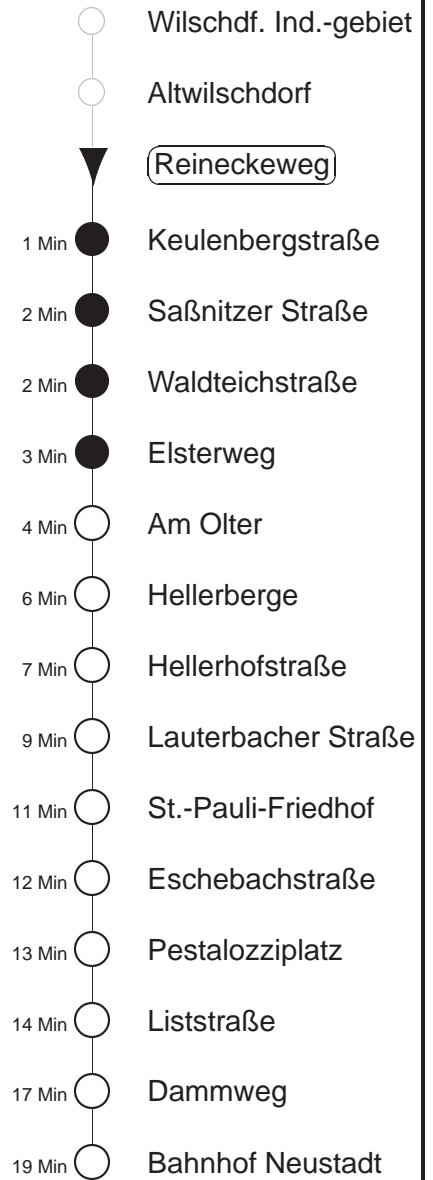 Wilschdf. Ind.-gebiet
Altwilschdorf
Reineckeweg
1 Min Keulenbergstraße
2 Min Saßnitzer Straße
2 Min Waldteichstraße
3 Min Elsterweg
4 Min Am Olter
6 Min Hellerberge
7 Min Hellerhofstraße
9 Min Lauterbacher Straße
11 Min St.-Pauli-Friedhof
12 Min Eschebachstraße
13 Min Pestalozziplatz
14 Min Liststraße
17 Min Dammweg
19 Min Bahnhof Neustadt